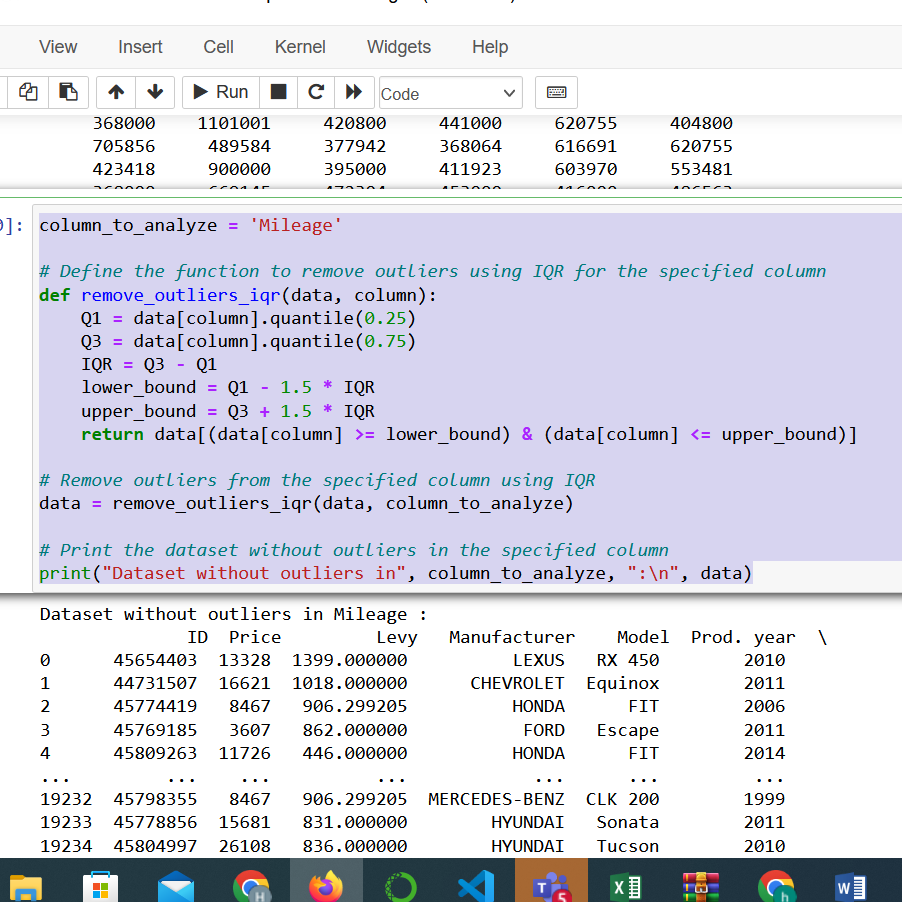 View Insert Cell Kernel Widgets Help
Run Code
368000 1101001 420800 441000 620755 404800
705856 489584 377942 368064 616691 620755
423418 900000 395000 411923 603970 553481
0]:
column_to_analyze = 'Mileage'
# Define the function to remove outliers using IQR for the specified column
def remove_outliers_iqr(data, column):
    Q1 = data[column].quantile(0.25)
    Q3 = data[column].quantile(0.75)
    IQR = Q3 - Q1
    lower_bound = Q1 - 1.5 * IQR
    upper_bound = Q3 + 1.5 * IQR
    return data[(data[column] >= lower_bound) & (data[column] <= upper_bound)]
# Remove outliers from the specified column using IQR
data = remove_outliers_iqr(data, column_to_analyze)
# Print the dataset without outliers in the specified column
print("Dataset without outliers in", column_to_analyze, ":\n", data)
Dataset without outliers in Mileage :
ID Price Levy Manufacturer Model Prod. year \
0 45654403 13328 1399.000000 LEXUS RX 450 2010
1 44731507 16621 1018.000000 CHEVROLET Equinox 2011
2 45774419 8467 906.299205 HONDA FIT 2006
3 45769185 3607 862.000000 FORD Escape 2011
4 45809263 11726 446.000000 HONDA FIT 2014
... ... ... ... ... ... ...
19232 45798355 8467 906.299205 MERCEDES-BENZ CLK 200 1999
19233 45778856 15681 831.000000 HYUNDAI Sonata 2011
19234 45804997 26108 836.000000 HYUNDAI Tucson 2010
H T 5 X h W